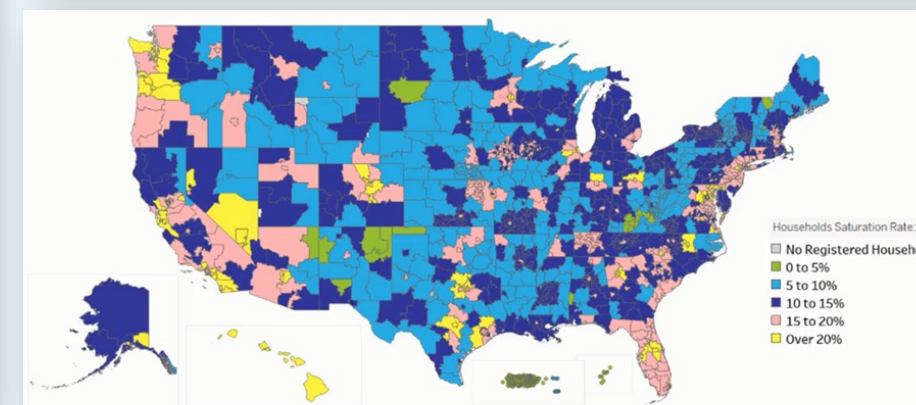 Households Saturation Rate:
No Registered Househ
0 to 5%
5 to 10%
10 to 15%
15 to 20%
Over 20%